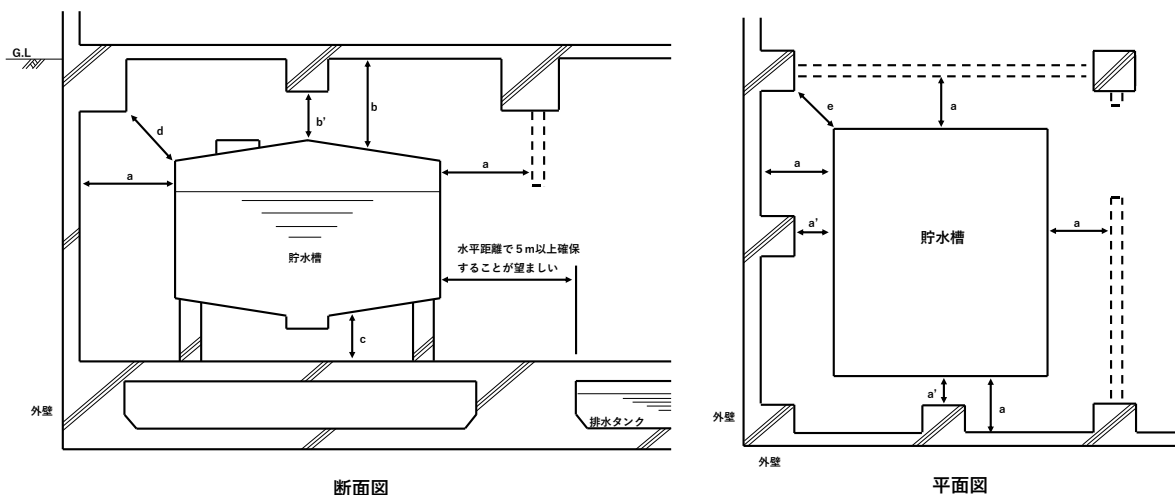 G.L
d
b'
b
a
a
水平距離で５m以上確保
することが望ましい
貯水槽
c
外壁
排水タンク
断面図
e
a
a
a'
貯水槽
a
a'
a
外壁
外壁
平面図